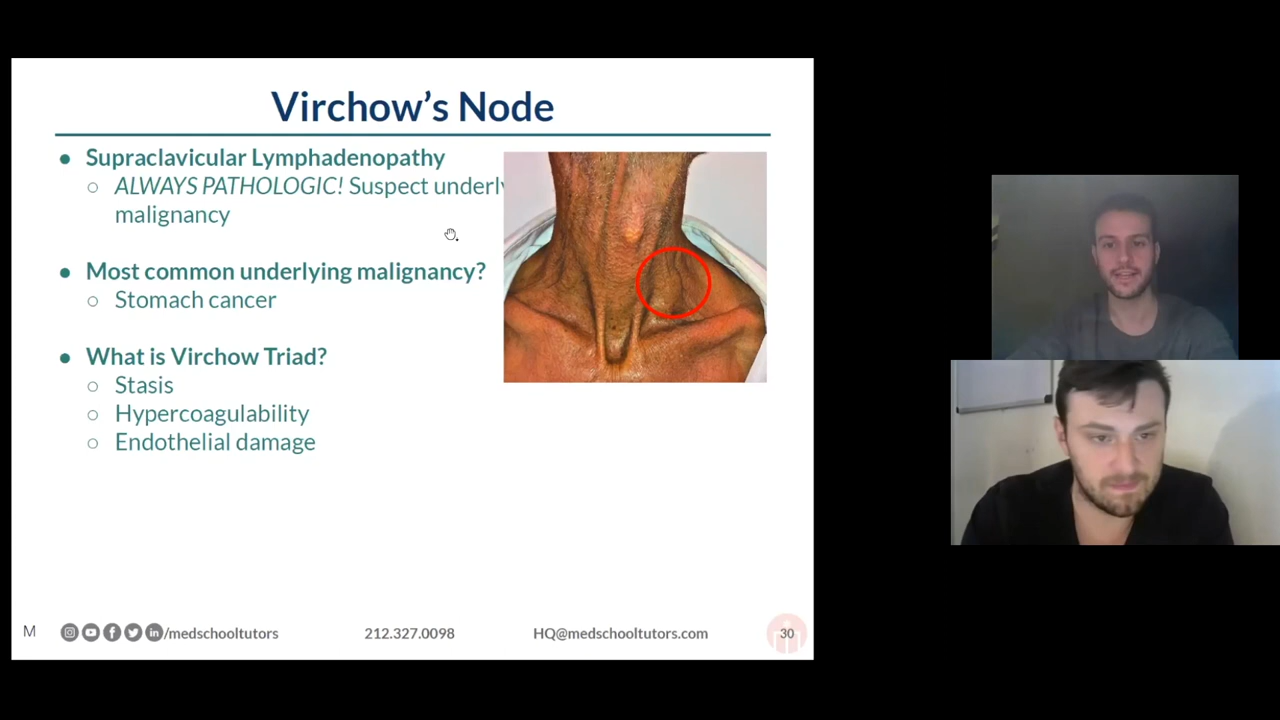 Virchow's Node
● Supraclavicular Lymphadenopathy
○ ALWAYS PATHOLOGIC! Suspect
malignancy
● Most common underlying malignancy?
○ Stomach cancer
● What is Virchow Triad?
○ Stasis
○ Hypercoagulability
○ Endothelial damage
M
/medschooltutors
212.327.0098
HQ@medschooltutors.com
30